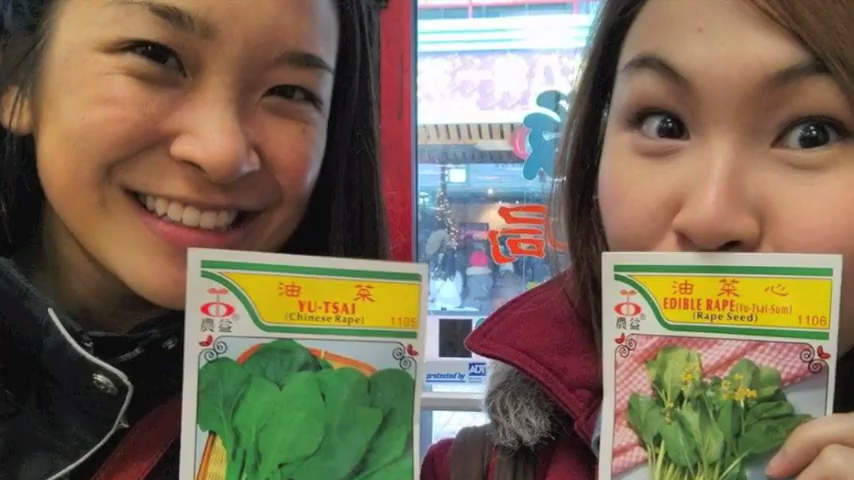 油菜
YU-TSAI
(Chinese Rape)
1105
農益
油菜心
EDIBLE RAPE(Yu-Tsai-Sum)
(Rape Seed)
1106
農益
protected by ADT